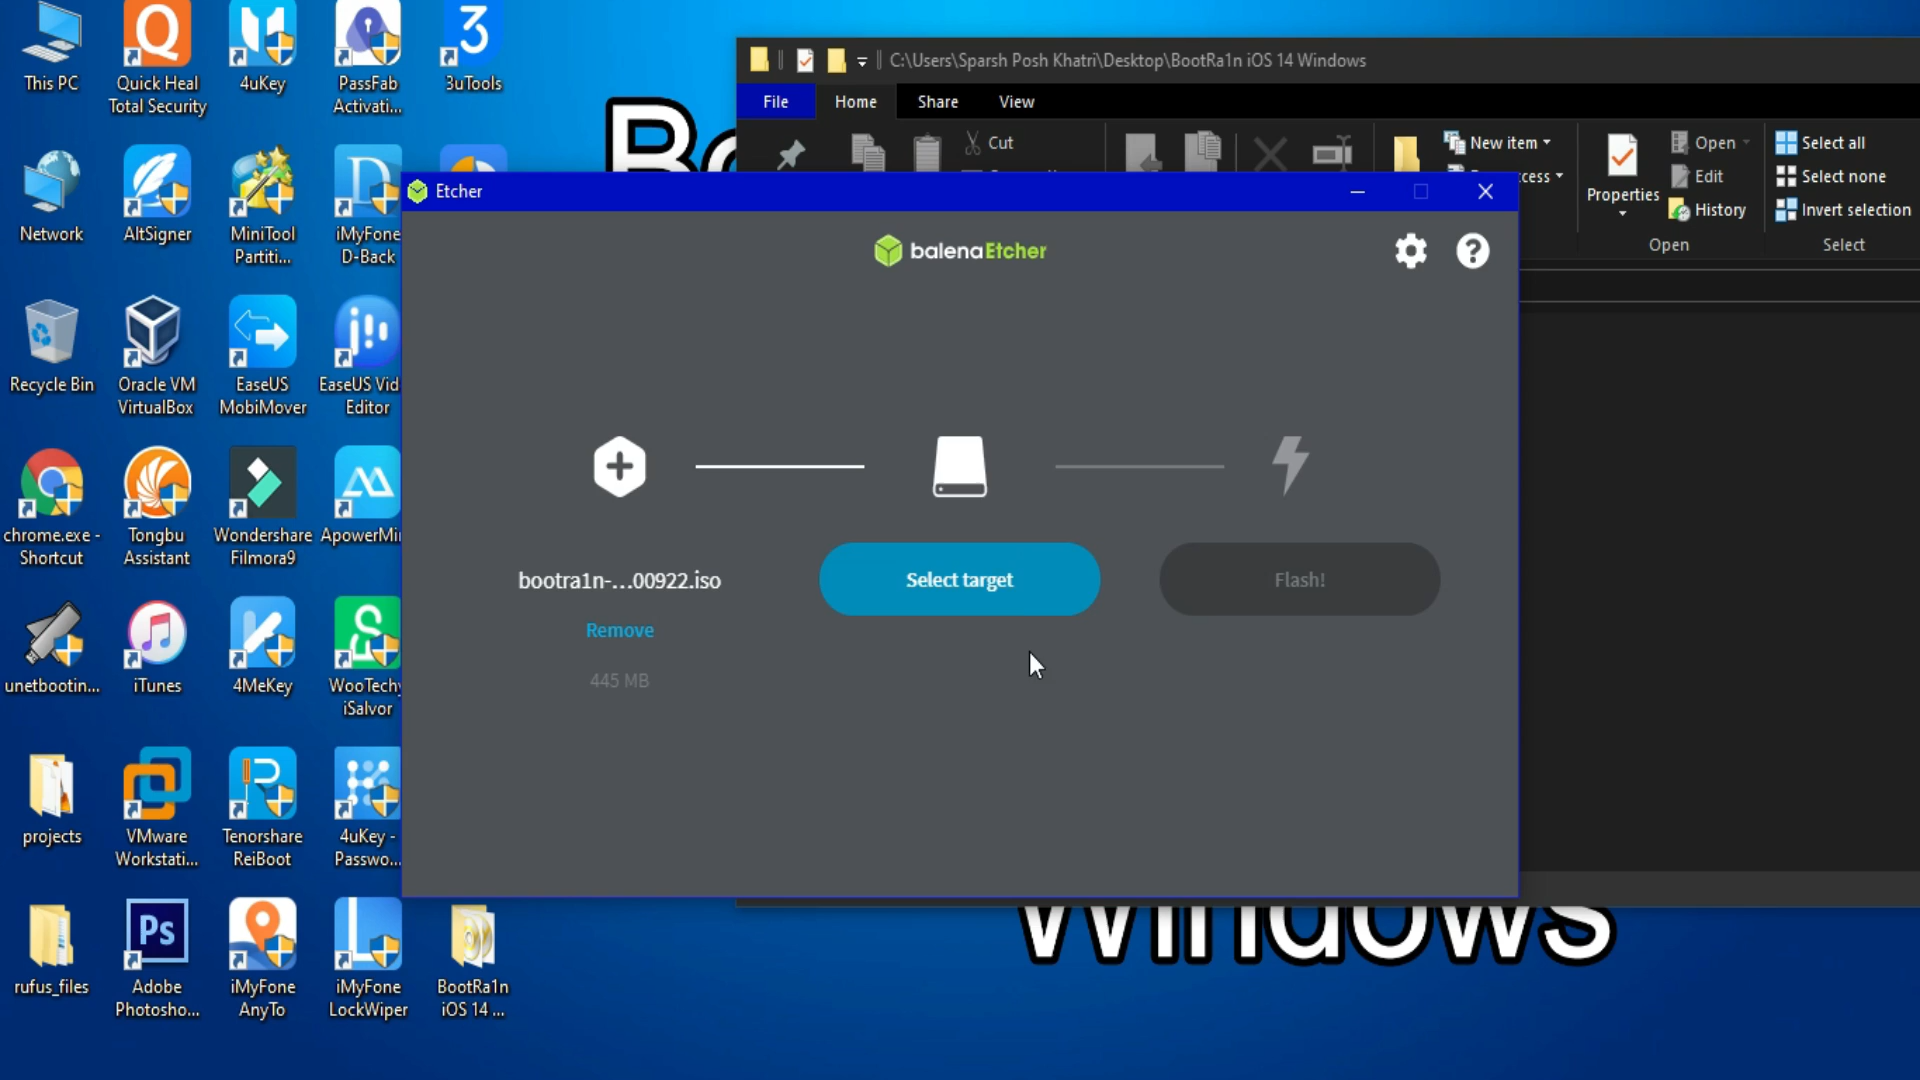 This PC
Quick Heal
Total Security
4uKey
PassFab
Activati...
3uTools
Network
AltSigner
MiniTool
Partiti...
iMyFone
D-Back
Recycle Bin
Oracle VM
VirtualBox
EaseUS
MobiMover
EaseUS Vid
Editor
chrome.exe -
Shortcut
Tongbu
Assistant
Wondershare
Filmora9
ApowerMi
unetbootin...
iTunes
4MeKey
WooTechy
iSalvor
projects
VMware
Workstati...
Tenorshare
ReiBoot
4uKey -
Passwo...
rufus_files
Ps
Adobe
Photosho...
iMyFone
AnyTo
iMyFone
LockWiper
BootRa1n
iOS 14 ...
C:\Users\Sparsh Posh Khatri\Desktop\BootRa1n iOS 14 Windows
File Home Share View
Cut
New item
Properties
Open
Edit
History
Open
Select all
Select none
Invert selection
Select
Etcher
balenaEtcher
bootra1n-...00922.iso
Remove
445 MB
Select target
Flash!
Windows